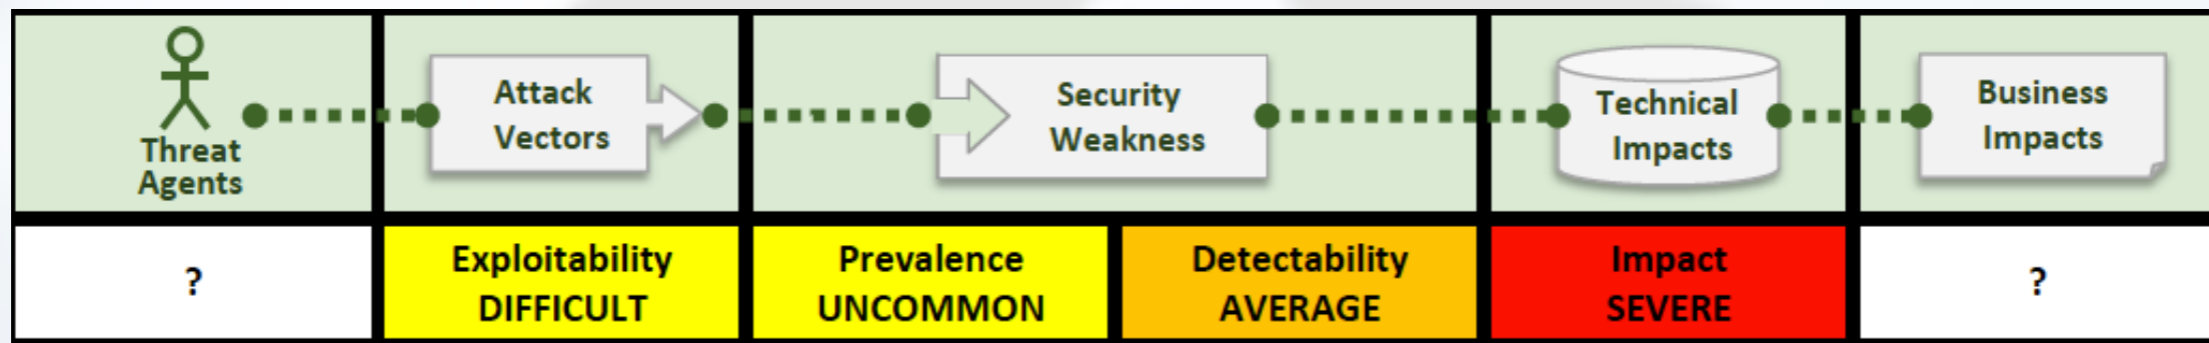 Threat
Agents
Attack
Vectors
Security
Weakness
Technical
Impacts
Business
Impacts
?
Exploitability
DIFFICULT
Prevalence
UNCOMMON
Detectability
AVERAGE
Impact
SEVERE
?